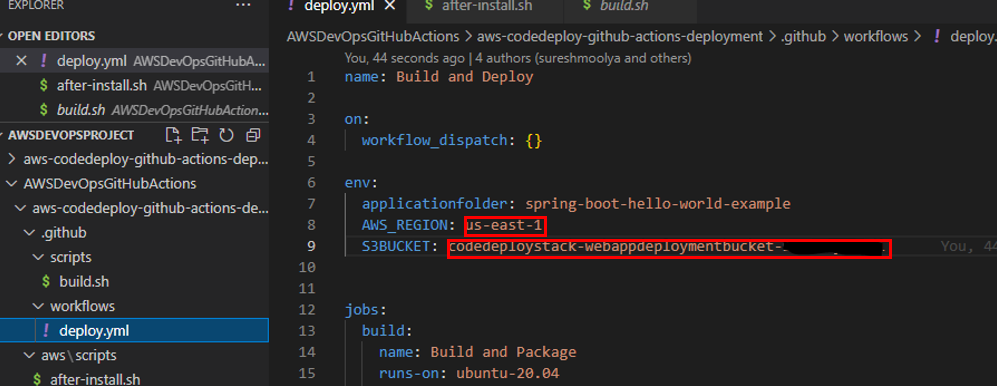 EXPLORER
...
OPEN EDITORS
deploy.yml AWSDevOpsGitHubA...
after-install.sh AWSDevOpsGitH...
build.sh AWSDevOpsGitHubAction...
AWSDEVOPSPROJECT
aws-codedeploy-github-actions-dep...
AWSDevOpsGitHubActions
aws-codedeploy-github-actions-de...
.github
scripts
build.sh
workflows
deploy.yml
aws\scripts
after-install.sh
! deploy.yml
$ after-install.sh
$ build.sh
AWSDevOpsGitHubActions > aws-codedeploy-github-actions-deployment > .github > workflows > ! deploy.
You, 44 seconds ago | 4 authors (sureshmoolya and others)
1 name: Build and Deploy
2
3 on:
4 workflow_dispatch: {}
5
6 env:
7 applicationfolder: spring-boot-hello-world-example
8 AWS_REGION: us-east-1
9 S3BUCKET: codedeploystack-webappdeploymentbucket- You, 44
10
11
12 jobs:
13 build:
14 name: Build and Package
15 runs-on: ubuntu-20.04